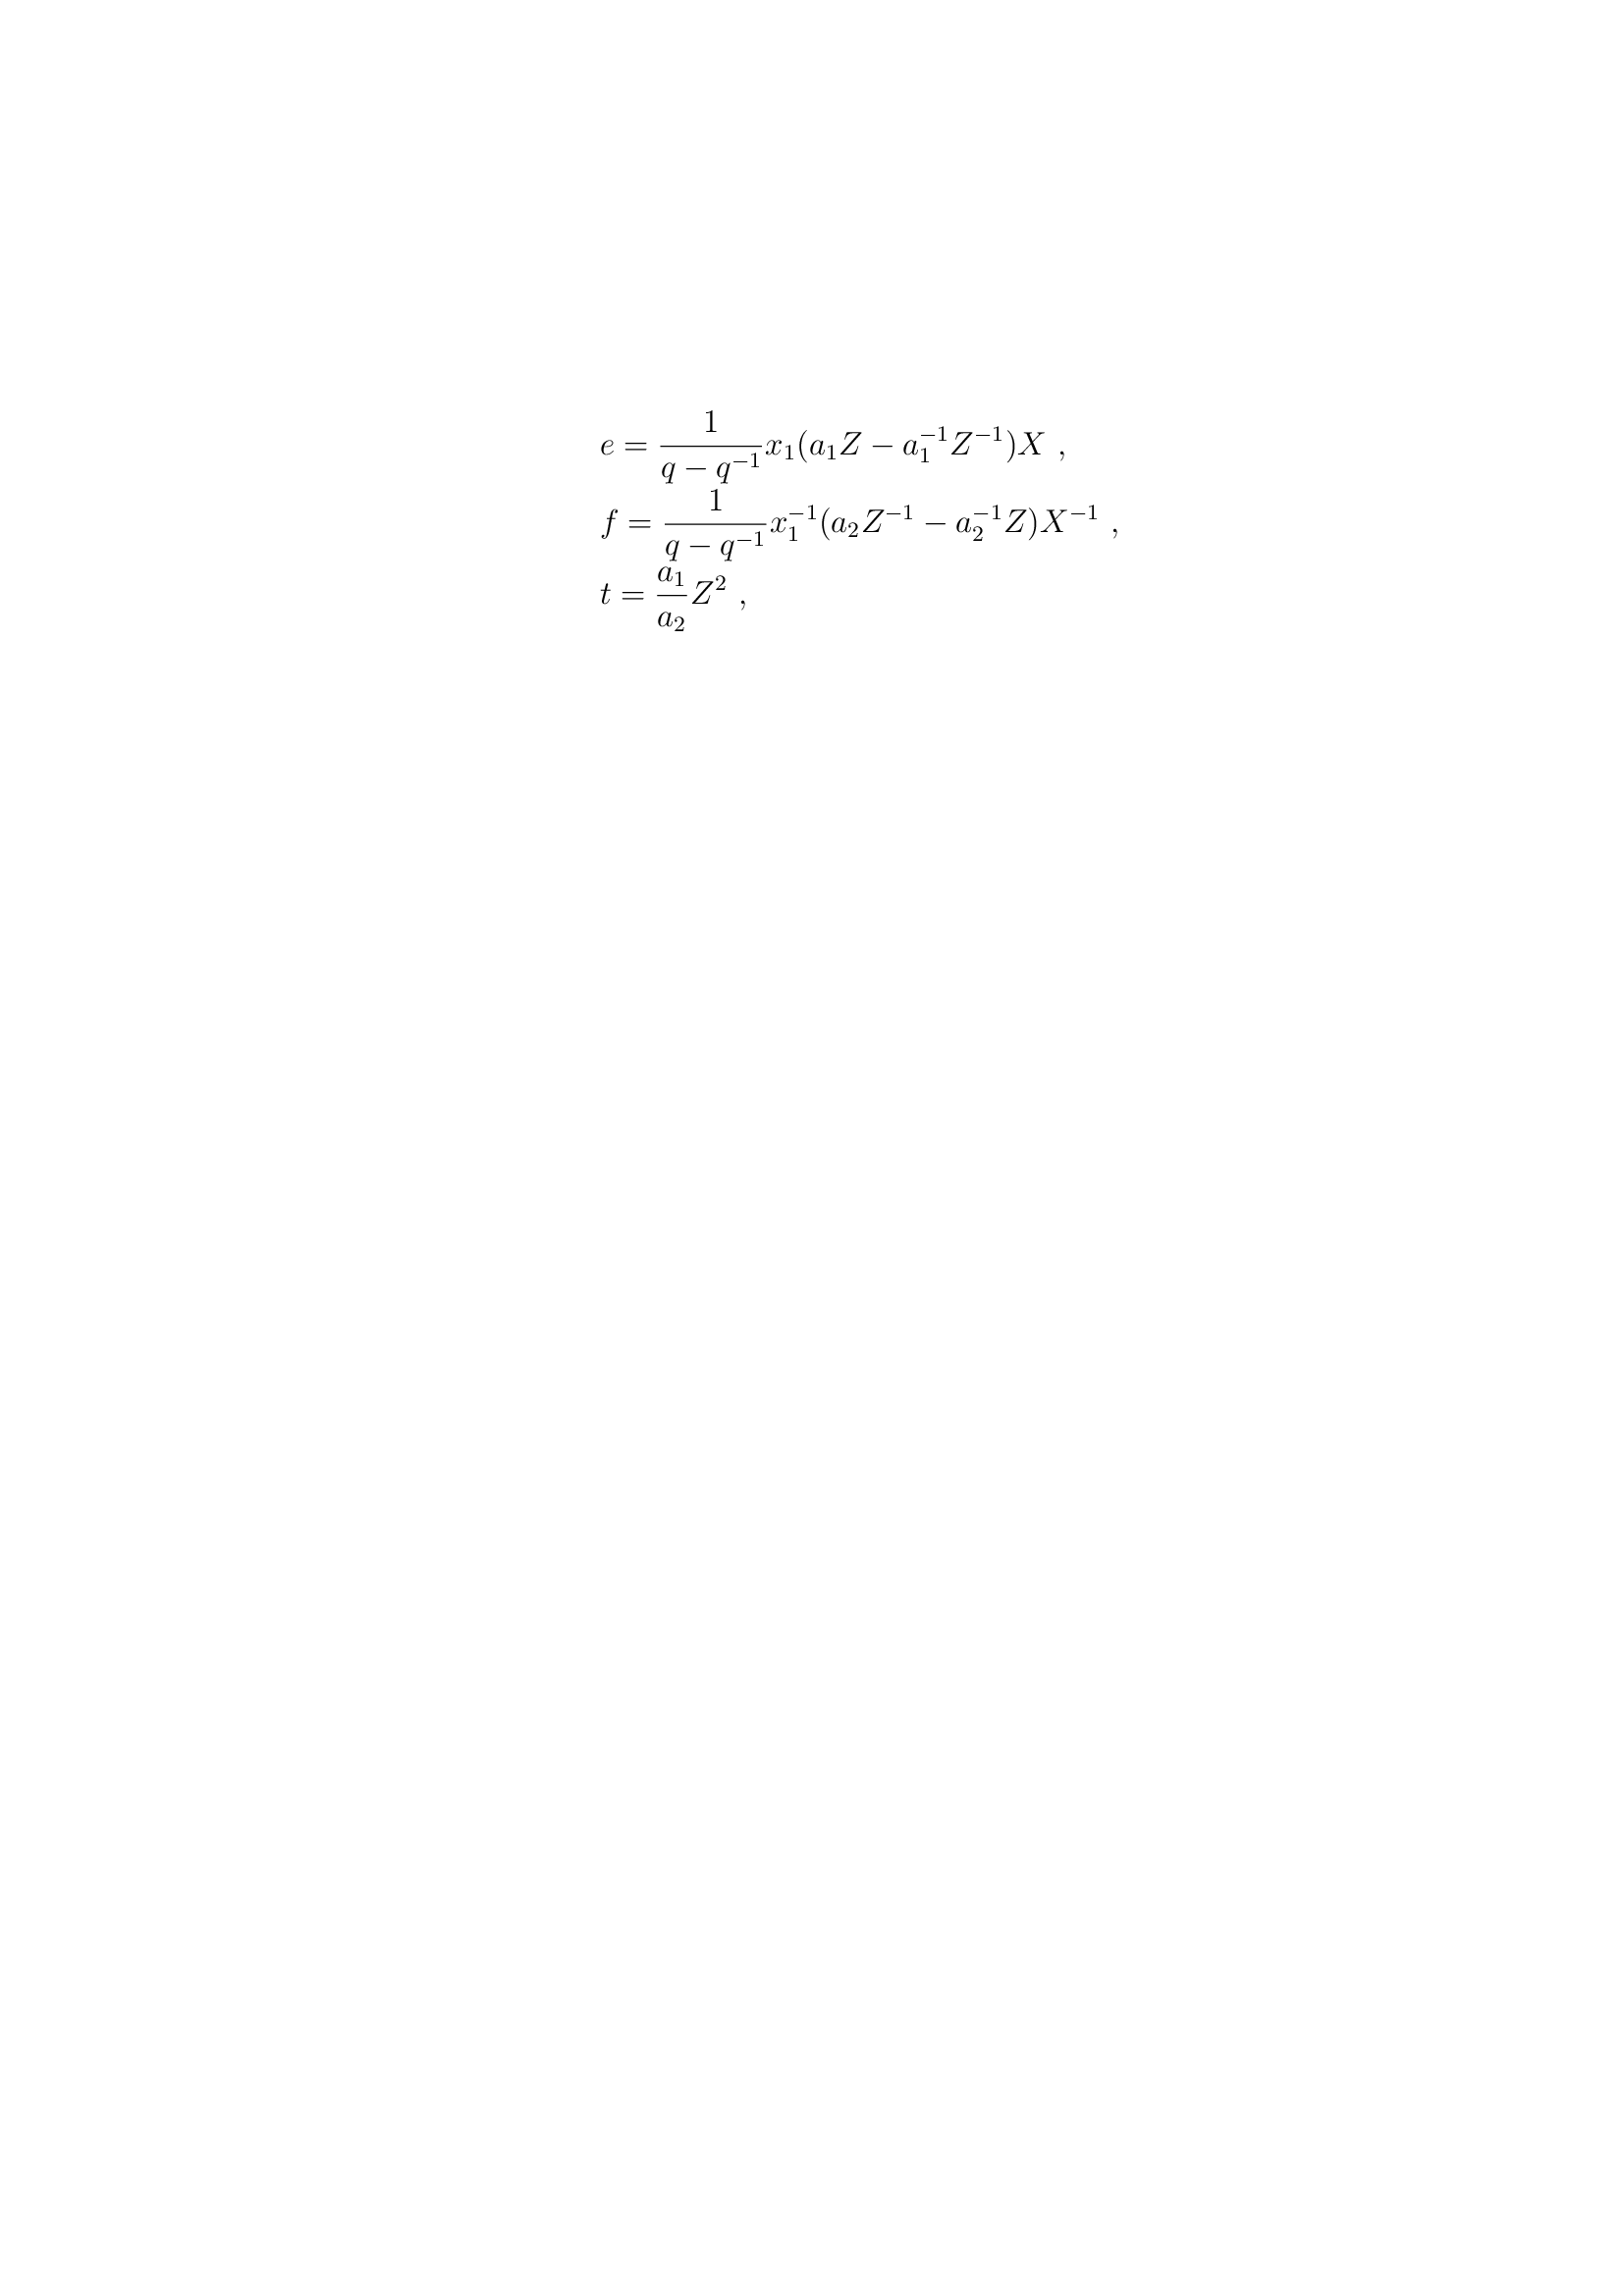 $e = \frac{1}{q - q^{-1}} x_1 (a_1 Z - a_1^{-1} Z^{-1}) X \ ,$
$f = \frac{1}{q - q^{-1}} x_1^{-1} (a_2 Z^{-1} - a_2^{-1} Z) X^{-1} \ ,$
$t = \frac{a_1}{a_2} Z^2 \ ,$